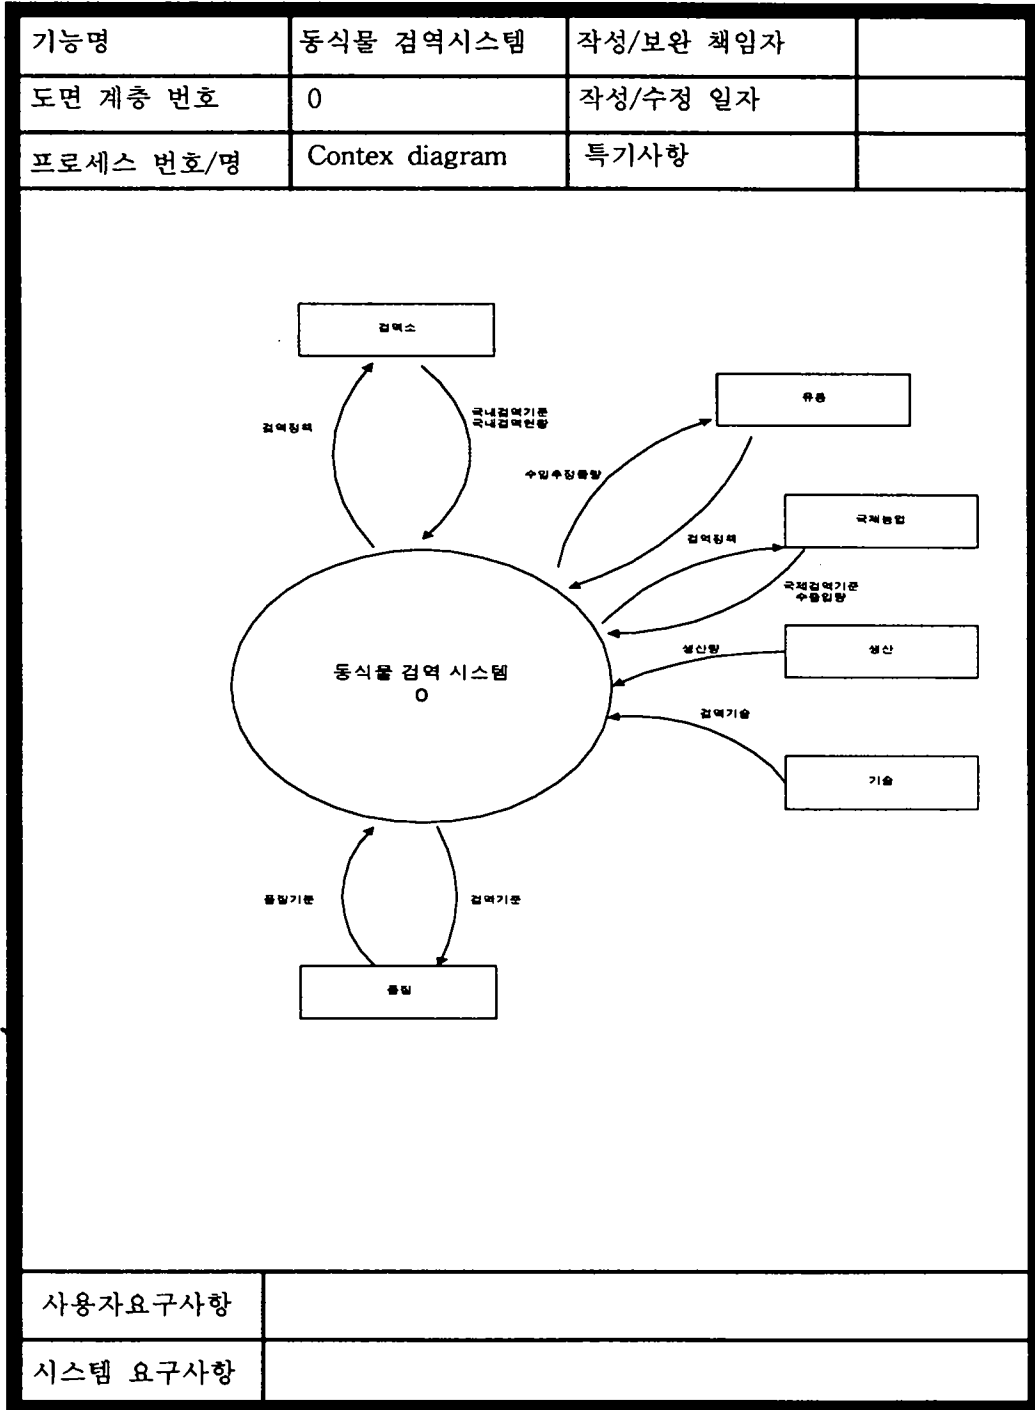 기능명 동식물 검역시스템 작성/보완 책임자
도면 계층 번호 0 작성/수정 일자
프로세스 번호/명 Contex diagram 특기사항
검역소
유통
검역정책
국내검역기준
국내검역현황
수입추정물량
국제농업
검역정책
국제검역기준
수출입량
동식물 검역 시스템
0
생산량
생산
검역기술
기술
품질기준
검역기준
품질
사용자요구사항
시스템 요구사항